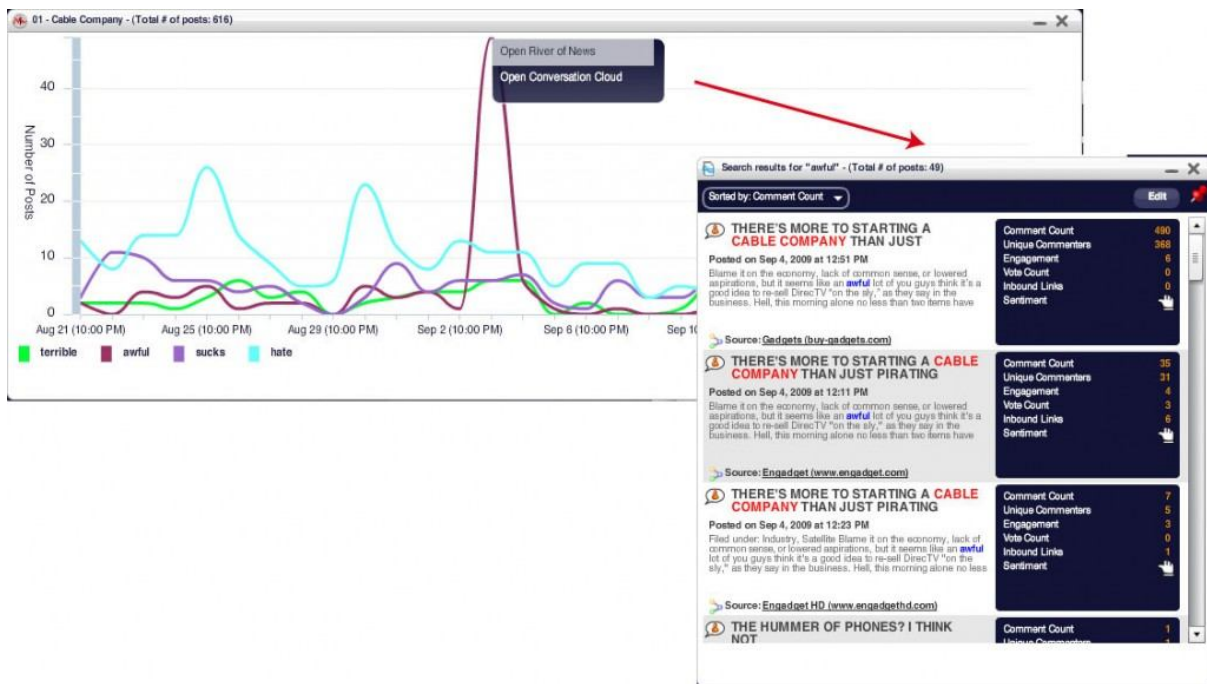 01 - Cable Company - (Total # of posts: 616)
Open River of News
Open Conversation Cloud
Number of Posts
40
30
20
10
0
Aug 21 (10:00 PM) Aug 25 (10:00 PM) Aug 29 (10:00 PM) Sep 2 (10:00 PM) Sep 6 (10:00 PM) Sep 10
terrible awful sucks hate
Search results for "awful" - (Total # of posts: 49)
Sorted by: Comment Count Edit
THERE'S MORE TO STARTING A
CABLE COMPANY THAN JUST
Posted on Sep 4, 2009 at 12:51 PM
Blame it on the economy, lack of common sense, or lowered
aspirations, but it seems like an awful lot of you guys think it's a
good idea to re-sell DirecTV "on the sly," as they say in the
business. Hell, this morning alone no less than two items have
Source: Gadgets (buy-gadgets.com)
Comment Count 490
Unique Commenters 368
Engagement 6
Vote Count 0
Inbound Links 0
Sentiment
THERE'S MORE TO STARTING A CABLE
COMPANY THAN JUST PIRATING
Posted on Sep 4, 2009 at 12:11 PM
Blame it on the economy, lack of common sense, or lowered
aspirations, but it seems like an awful lot of you guys think it's a
good idea to re-sell DirecTV "on the sly," as they say in the
business. Hell, this morning alone no less than two items have
Source: Engadget (www.engadget.com)
Comment Count 35
Unique Commenters 31
Engagement 4
Vote Count 3
Inbound Links 6
Sentiment
THERE'S MORE TO STARTING A CABLE
COMPANY THAN JUST PIRATING
Posted on Sep 4, 2009 at 12:23 PM
Filed under: Industry, Satellite Blame it on the economy, lack of
common sense, or lowered aspirations, but it seems like an awful
lot of you guys think it's a good idea to re-sell DirecTV "on the
sly," as they say in the business. Hell, this morning alone no less
Source: Engadget HD (www.engadgethd.com)
Comment Count 7
Unique Commenters 5
Engagement 3
Vote Count 0
Inbound Links 1
Sentiment
THE HUMMER OF PHONES? I THINK
NOT
Comment Count 1
Unique Commenters 1